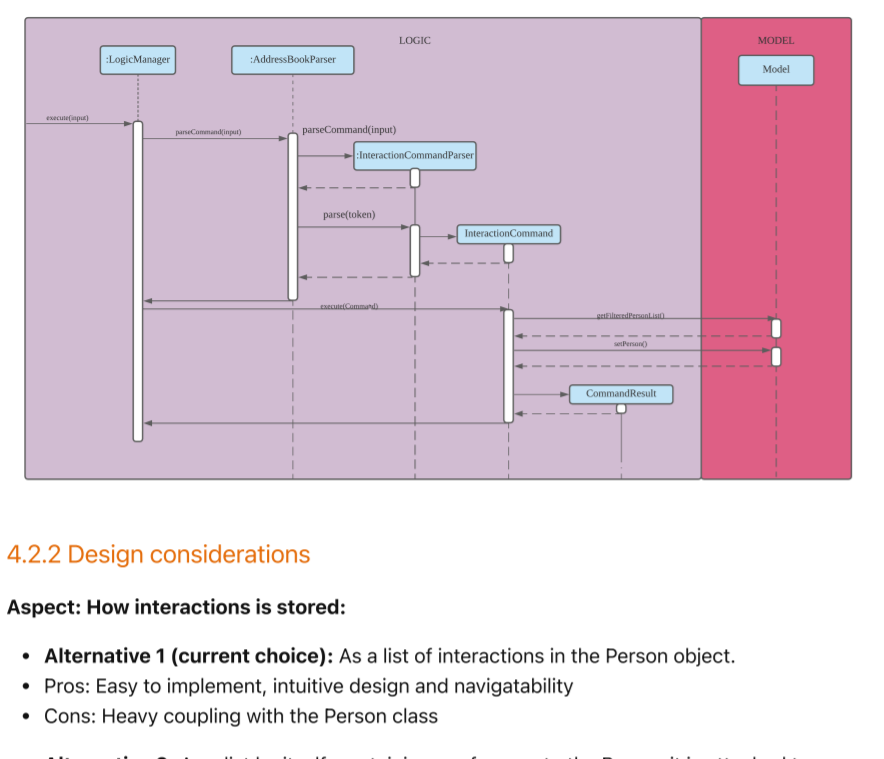 LOGIC
MODEL
:LogicManager
:AddressBookParser
Model
execute(input)
parseCommand(input)
parseCommand(input)
:InteractionCommandParser
parse(token)
InteractionCommand
execute(Command)
getFilteredPersonList()
setPerson()
CommandResult
4.2.2 Design considerations
Aspect: How interactions is stored:
• Alternative 1 (current choice): As a list of interactions in the Person object.
• Pros: Easy to implement, intuitive design and navigatability
• Cons: Heavy coupling with the Person class